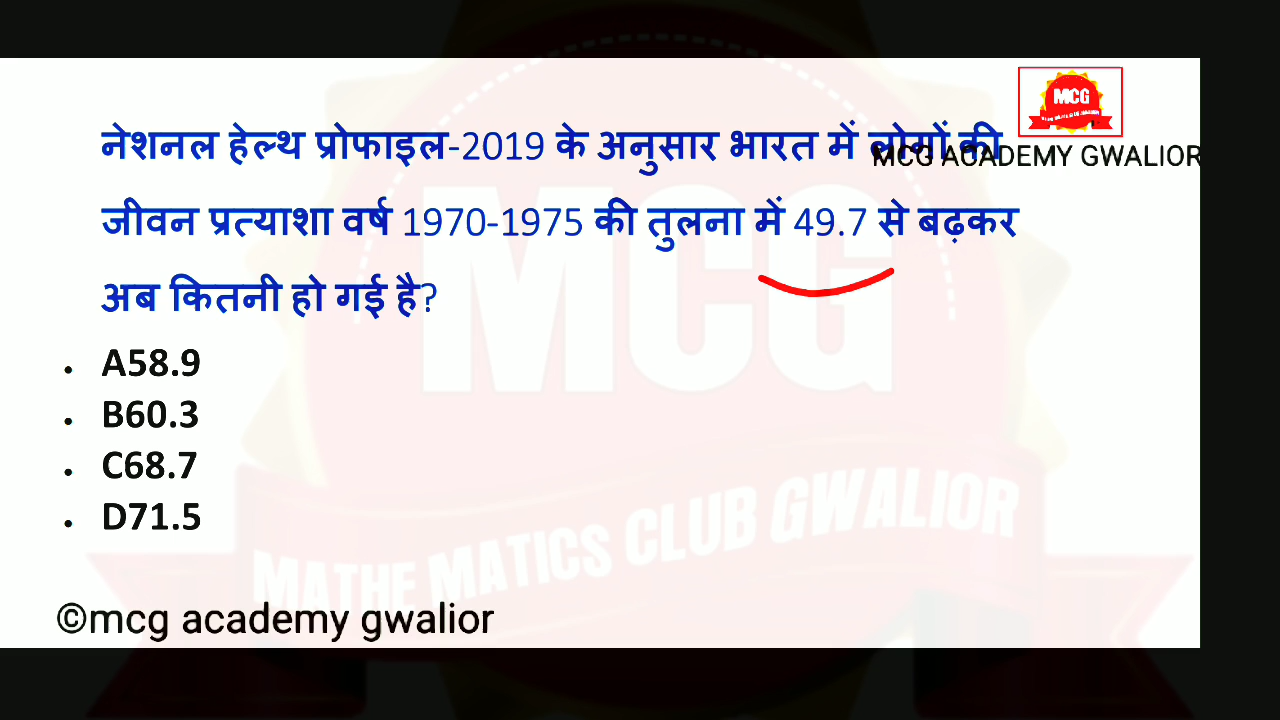 MCG
नेशनल हेल्थ प्रोफाइल-2019 के अनुसार भारत में लोगों की
MCG ACADEMY GWALIOR
जीवन प्रत्याशा वर्ष 1970-1975 की तुलना में 49.7 से बढ़कर
अब कितनी हो गई है?
MCG
A58.9
B60.3
C68.7
D71.5
MATHE MATICS CLUB GWALIOR
©mcg academy gwalior